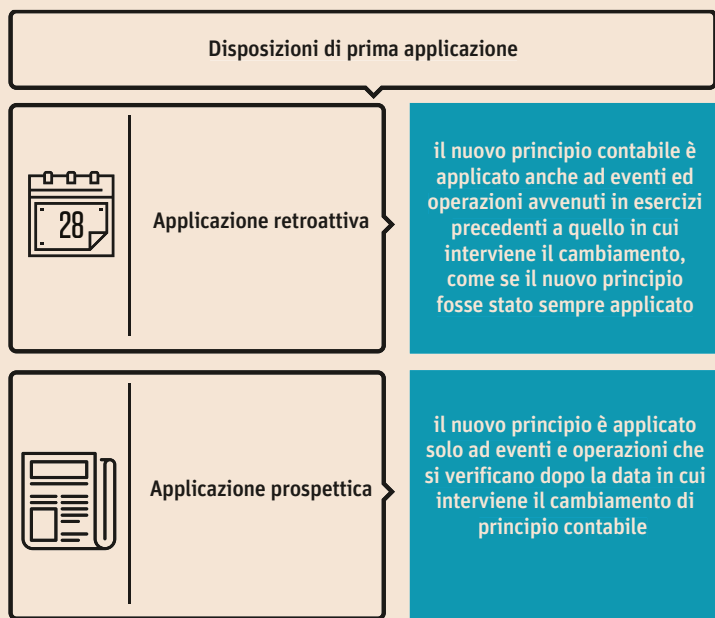 Disposizioni di prima applicazione
28
Applicazione retroattiva
il nuovo principio contabile è
applicato anche ad eventi ed
operazioni avvenuti in esercizi
precedenti a quello in cui
interviene il cambiamento,
come se il nuovo principio
fosse stato sempre applicato
Applicazione prospettica
il nuovo principio è applicato
solo ad eventi e operazioni che
si verificano dopo la data in cui
interviene il cambiamento di
principio contabile